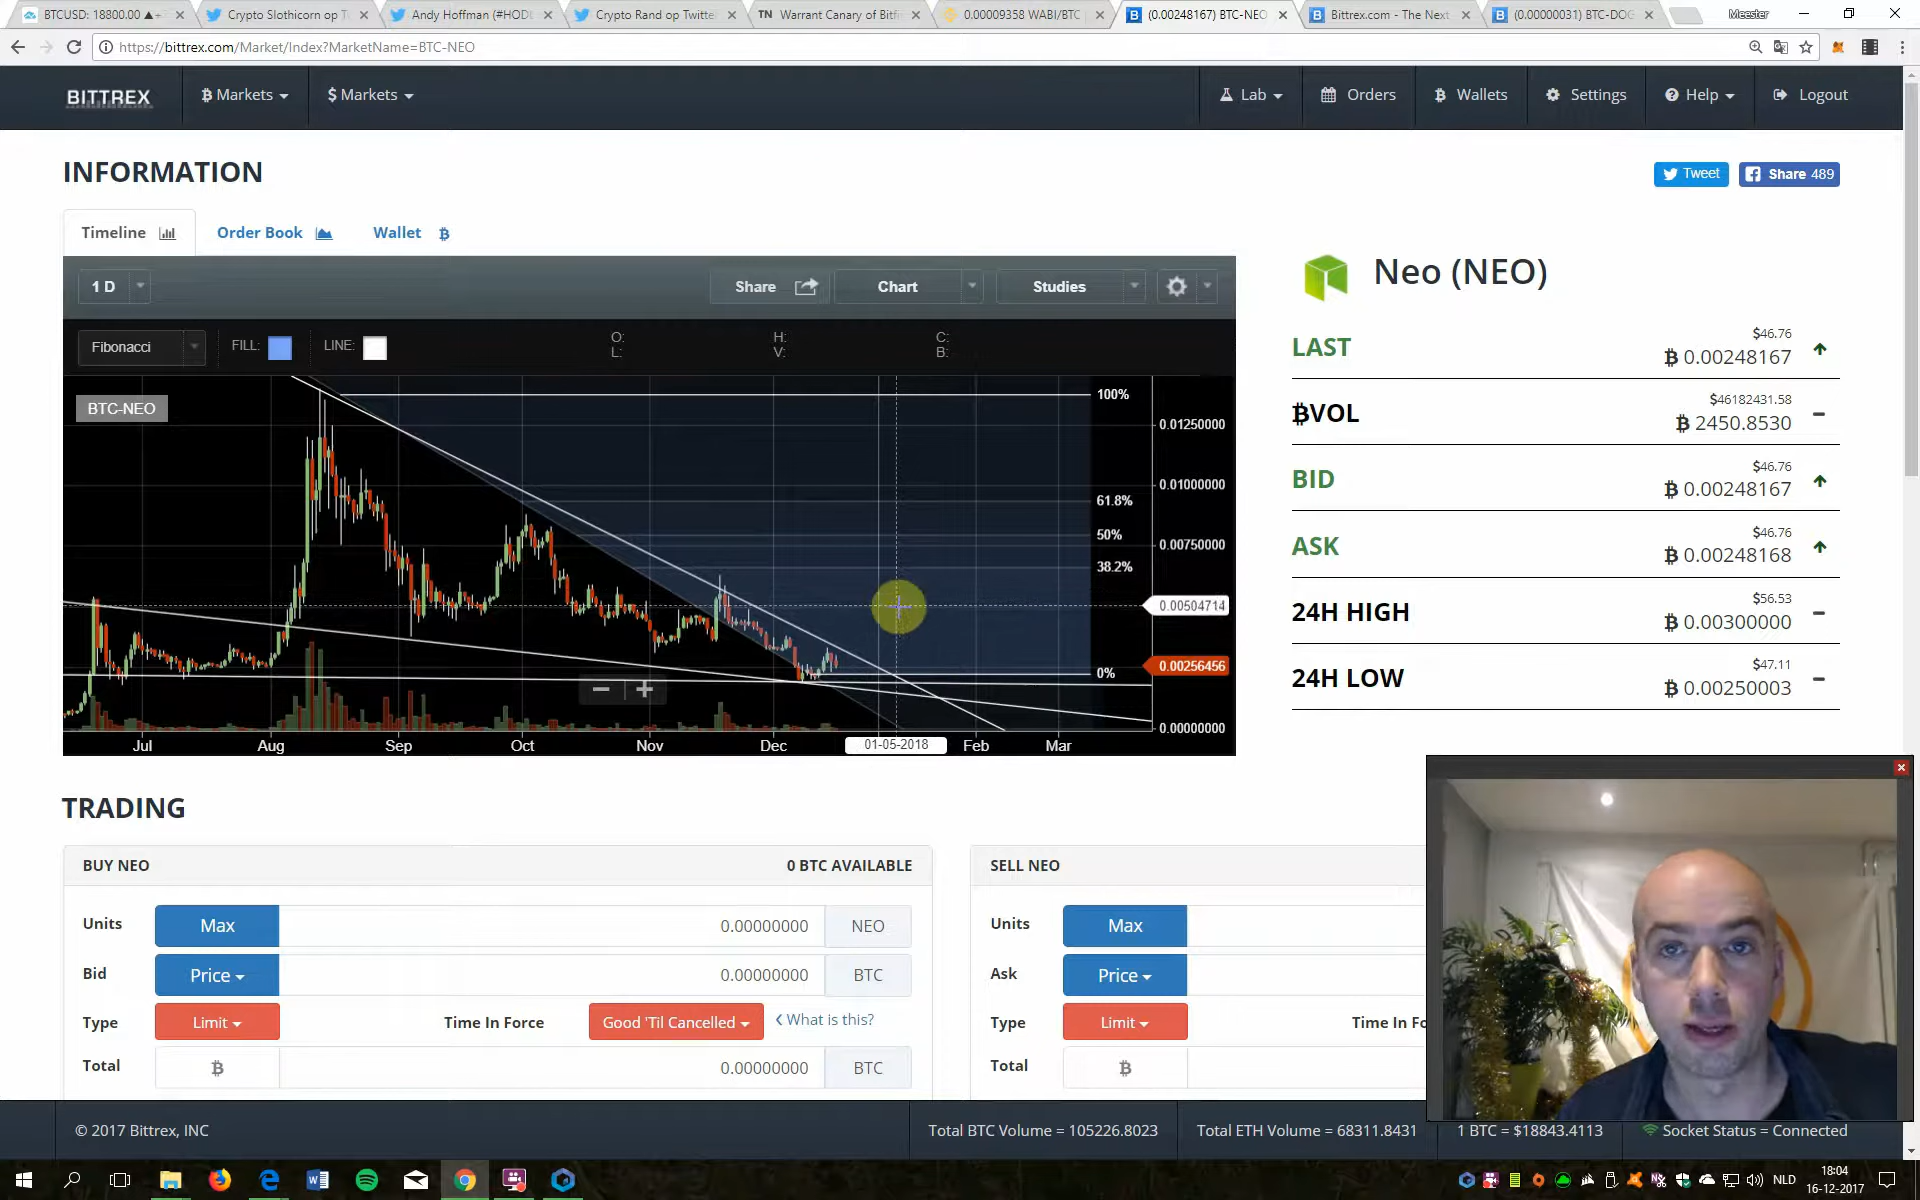 BTCUSD: 18800.00 ▲+
Crypto Slothicorn op T
Andy Hoffman (#HODL
Crypto Rand op Twitte
TN Warrant Canary of Bitfi
0.00009358 WABI/BTC
(0.00248167) BTC-NEO
Bittrex.com - The Next
(0.00000031) BTC-DOG
Meester
https://bittrex.com/Market/Index?MarketName=BTC-NEO
BITTREX
₿ Markets
$ Markets
Lab
Orders
Wallets
Settings
Help
Logout
INFORMATION
Tweet
Share 489
Timeline
Order Book
Wallet
1 D
Share
Chart
Studies
Fibonacci
FILL:
LINE:
O:
H:
C:
L:
V:
B:
BTC-NEO
100%
61.8%
50%
38.2%
0%
0.01250000
0.01000000
0.00750000
0.00504714
0.00256456
0.00000000
Jul
Aug
Sep
Oct
Nov
Dec
01-05-2018
Feb
Mar
Neo (NEO)
LAST
$46.76
₿ 0.00248167
₿VOL
$46182431.58
₿ 2450.8530
BID
$46.76
₿ 0.00248167
ASK
$46.76
₿ 0.00248168
24H HIGH
$56.53
₿ 0.00300000
24H LOW
$47.11
₿ 0.00250003
TRADING
BUY NEO
0 BTC AVAILABLE
Units
Max
0.00000000
NEO
Bid
Price
0.00000000
BTC
Type
Limit
Time In Force
Good 'Til Cancelled
What is this?
Total
₿
0.00000000
BTC
SELL NEO
Units
Max
Ask
Price
Type
Limit
Time In Fo
Total
₿
© 2017 Bittrex, INC
Total BTC Volume = 105226.8023
Total ETH Volume = 68311.8431
1 BTC = $18843.4113
Socket Status = Connected
NLD
18:04
16-12-2017